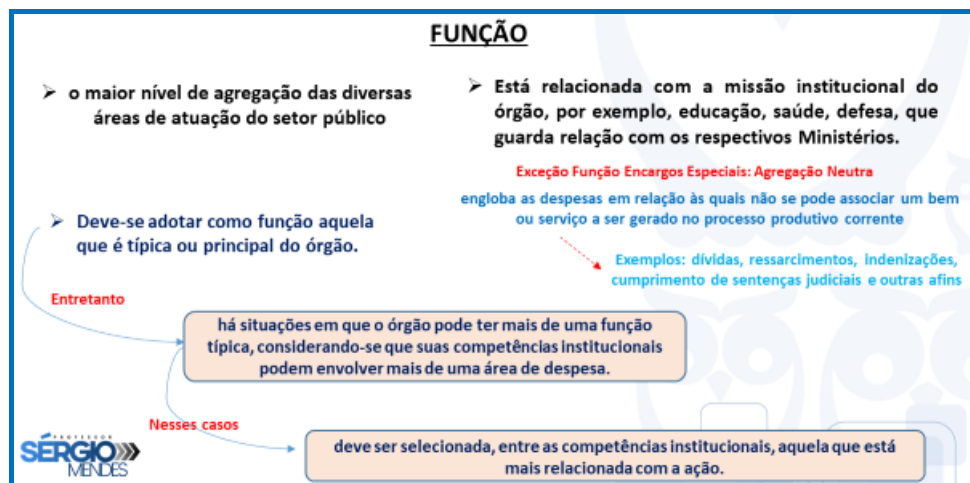 FUNÇÃO
➢ o maior nível de agregação das diversas
áreas de atuação do setor público
➢ Está relacionada com a missão institucional do
órgão, por exemplo, educação, saúde, defesa, que
guarda relação com os respectivos Ministérios.
Exceção Função Encargos Especiais: Agregação Neutra
engloba as despesas em relação às quais não se pode associar um bem
ou serviço a ser gerado no processo produtivo corrente
Exemplos: dívidas, ressarcimentos, indenizações,
cumprimento de sentenças judiciais e outras afins
➢ Deve-se adotar como função aquela
que é típica ou principal do órgão.
Entretanto
há situações em que o órgão pode ter mais de uma função
típica, considerando-se que suas competências institucionais
podem envolver mais de uma área de despesa.
Nesses casos
deve ser selecionada, entre as competências institucionais, aquela que está
mais relacionada com a ação.
PROFESSOR
SÉRGIO
MENDES